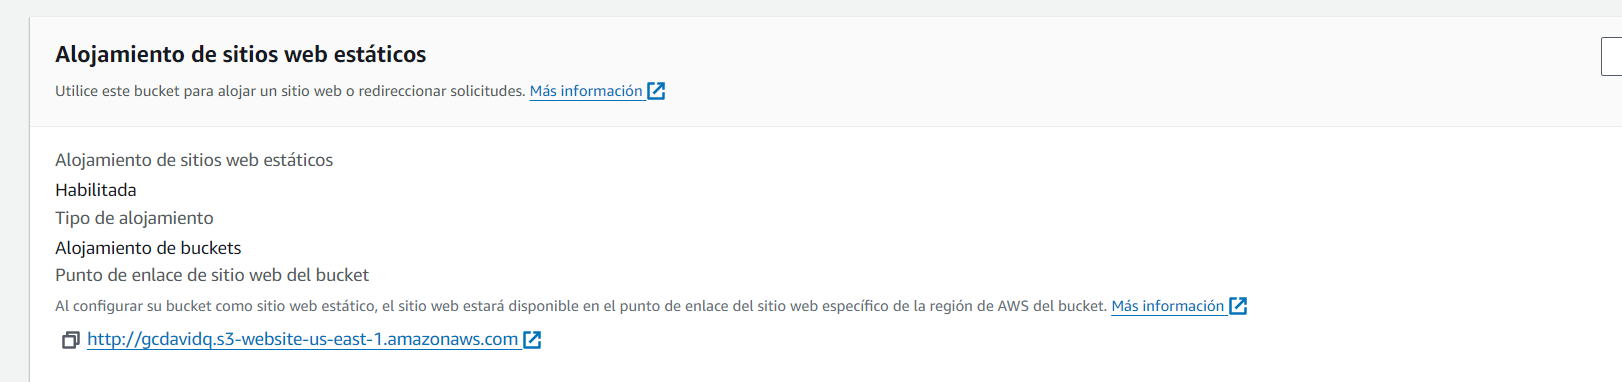 Alojamiento de sitios web estáticos
Utilice este bucket para alojar un sitio web o redireccionar solicitudes. Más información
Alojamiento de sitios web estáticos
Habilitada
Tipo de alojamiento
Alojamiento de buckets
Punto de enlace de sitio web del bucket
Al configurar su bucket como sitio web estático, el sitio web estará disponible en el punto de enlace del sitio web específico de la región de AWS del bucket. Más información
http://gcdavidq.s3-website-us-east-1.amazonaws.com